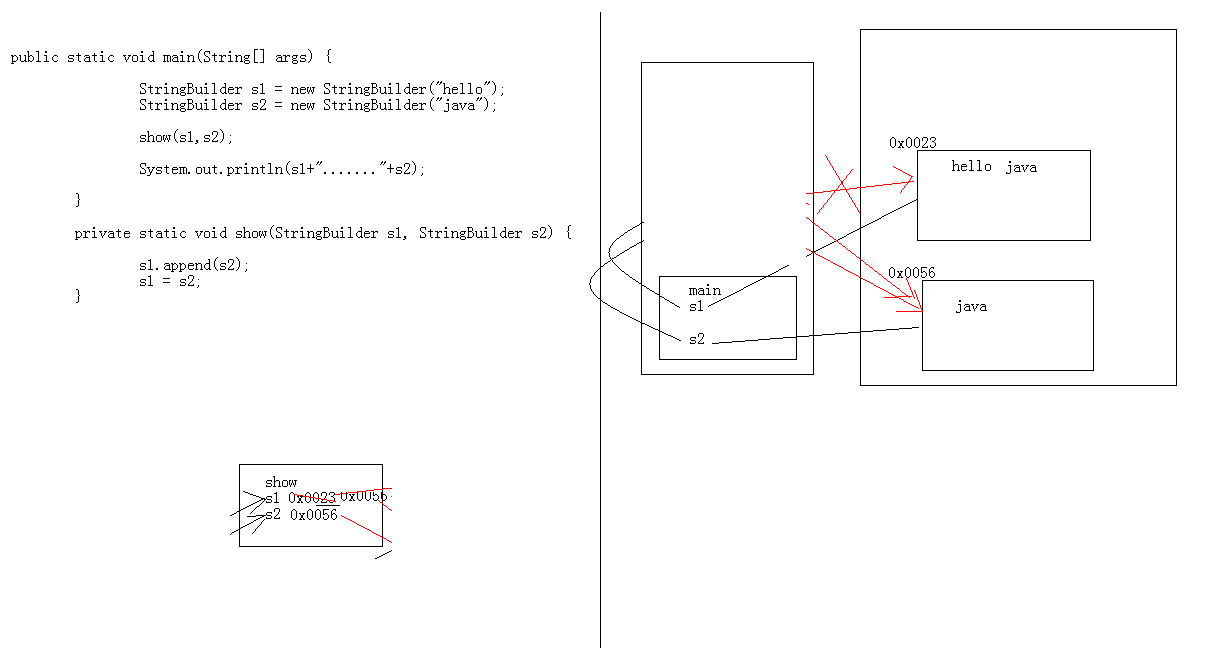 public static void main(String[] args) {
StringBuilder s1 = new StringBuilder("hello");
StringBuilder s2 = new StringBuilder("java");
show(s1,s2);
System.out.println(s1+"......."+s2);
}
private static void show(StringBuilder s1, StringBuilder s2) {
s1.append(s2);
s1 = s2;
}
show
s1 0x0023 0x0056
s2 0x0056
main
s1
s2
0x0023
hello java
0x0056
java